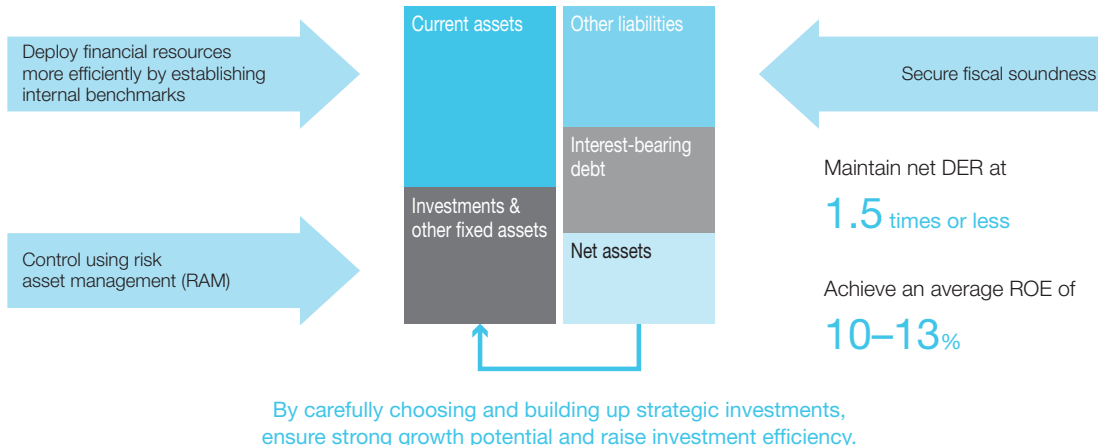 Deploy financial resources
more efficiently by establishing
internal benchmarks
Control using risk
asset management (RAM)
Current assets
Investments &
other fixed assets
Other liabilities
Interest-bearing
debt
Net assets
Secure fiscal soundness
Maintain net DER at
1.5 times or less
Achieve an average ROE of
10–13%
By carefully choosing and building up strategic investments,
ensure strong growth potential and raise investment efficiency.